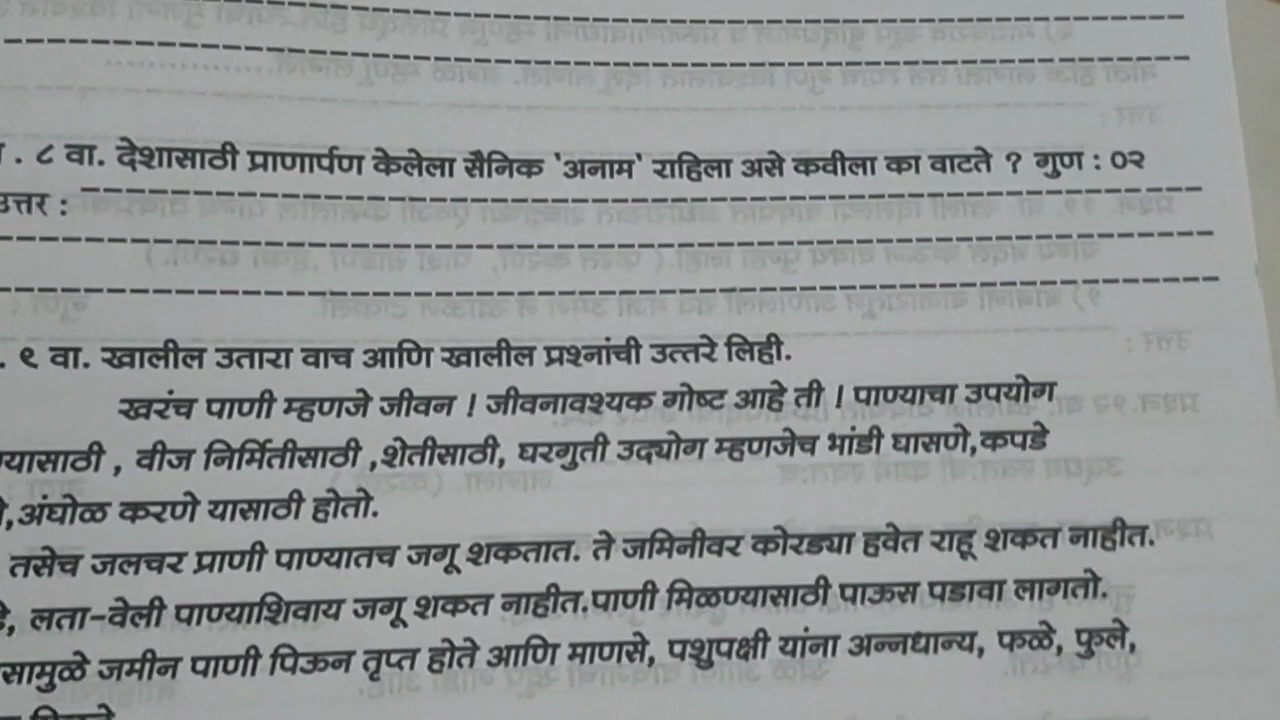 . ८ वा. देशासाठी प्राणार्पण केलेला सैनिक 'अनाम' राहिला असे कवीला का वाटते ? गुण : ०२
उत्तर :
. ९ वा. खालील उतारा वाच आणि खालील प्रश्नांची उत्तरे लिही.
खरंच पाणी म्हणजे जीवन ! जीवनावश्यक गोष्ट आहे ती ! पाण्याचा उपयोग
यासाठी , वीज निर्मितीसाठी ,शेतीसाठी, घरगुती उद्योग म्हणजेच भांडी घासणे,कपडे
,अंघोळ करणे यासाठी होतो.
तसेच जलचर प्राणी पाण्यातच जगू शकतात. ते जमिनीवर कोरड्या हवेत राहू शकत नाहीत.
, लता-वेली पाण्याशिवाय जगू शकत नाहीत.पाणी मिळण्यासाठी पाऊस पडावा लागतो.
सामुळे जमीन पाणी पिऊन तृप्त होते आणि माणसे, पशुपक्षी यांना अन्नधान्य, फळे, फुले,